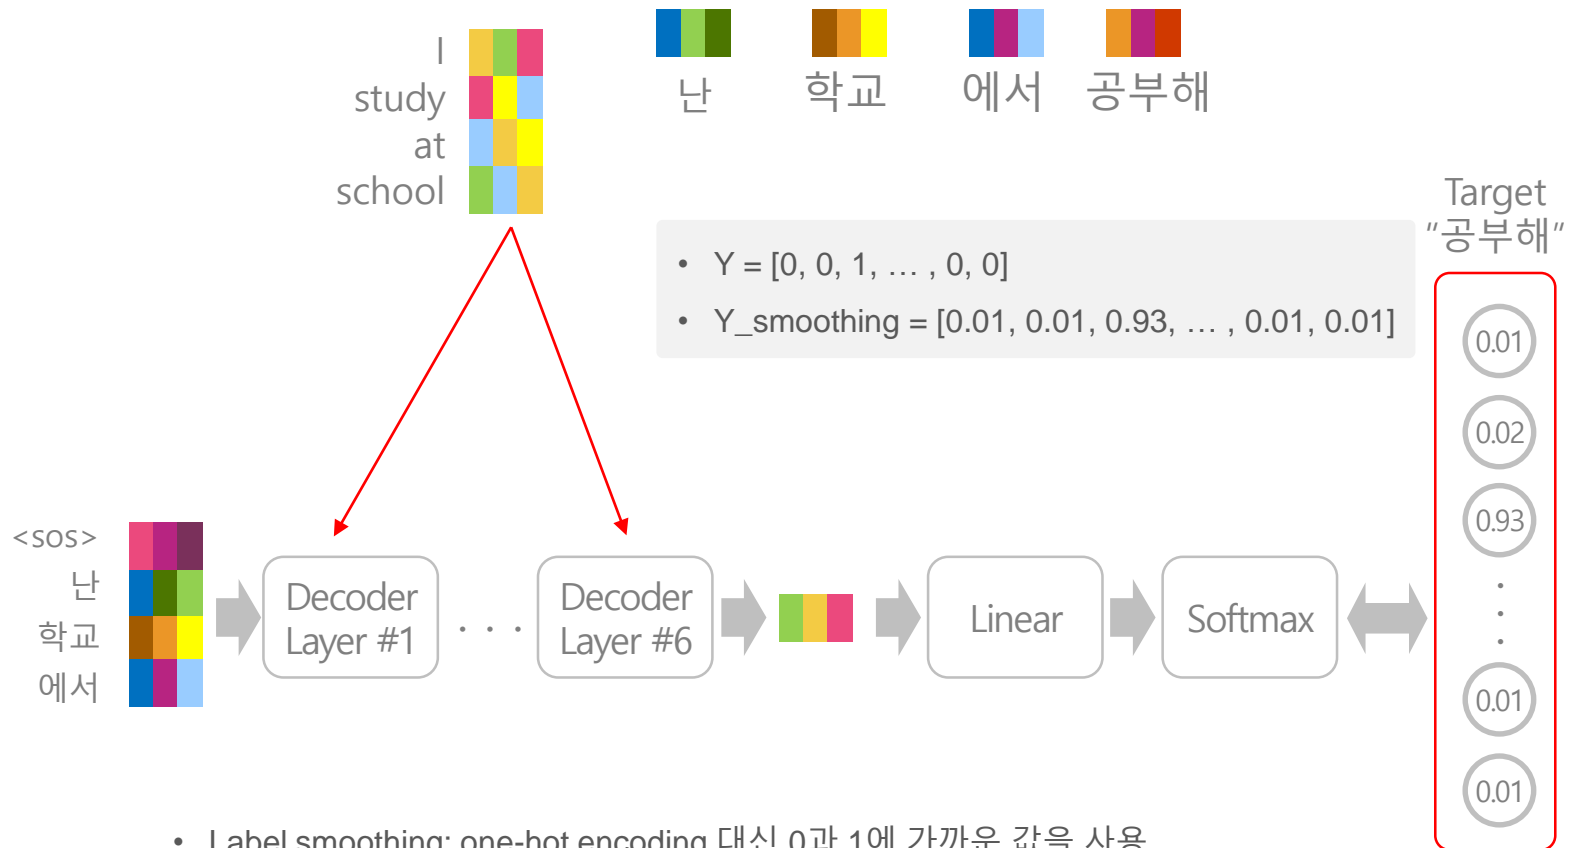 I
study
at
school
난 학교 에서 공부해
Target
"공부해"
• Y = [0, 0, 1, … , 0, 0]
• Y_smoothing = [0.01, 0.01, 0.93, … , 0.01, 0.01]
0.01
0.02
0.93
.
.
.
0.01
0.01
<sos>
난
학교
에서
Decoder
Layer #1
. . .
Decoder
Layer #6
Linear
Softmax
• Label smoothing: one-hot encoding 대신 0과 1에 가까운 값을 사용